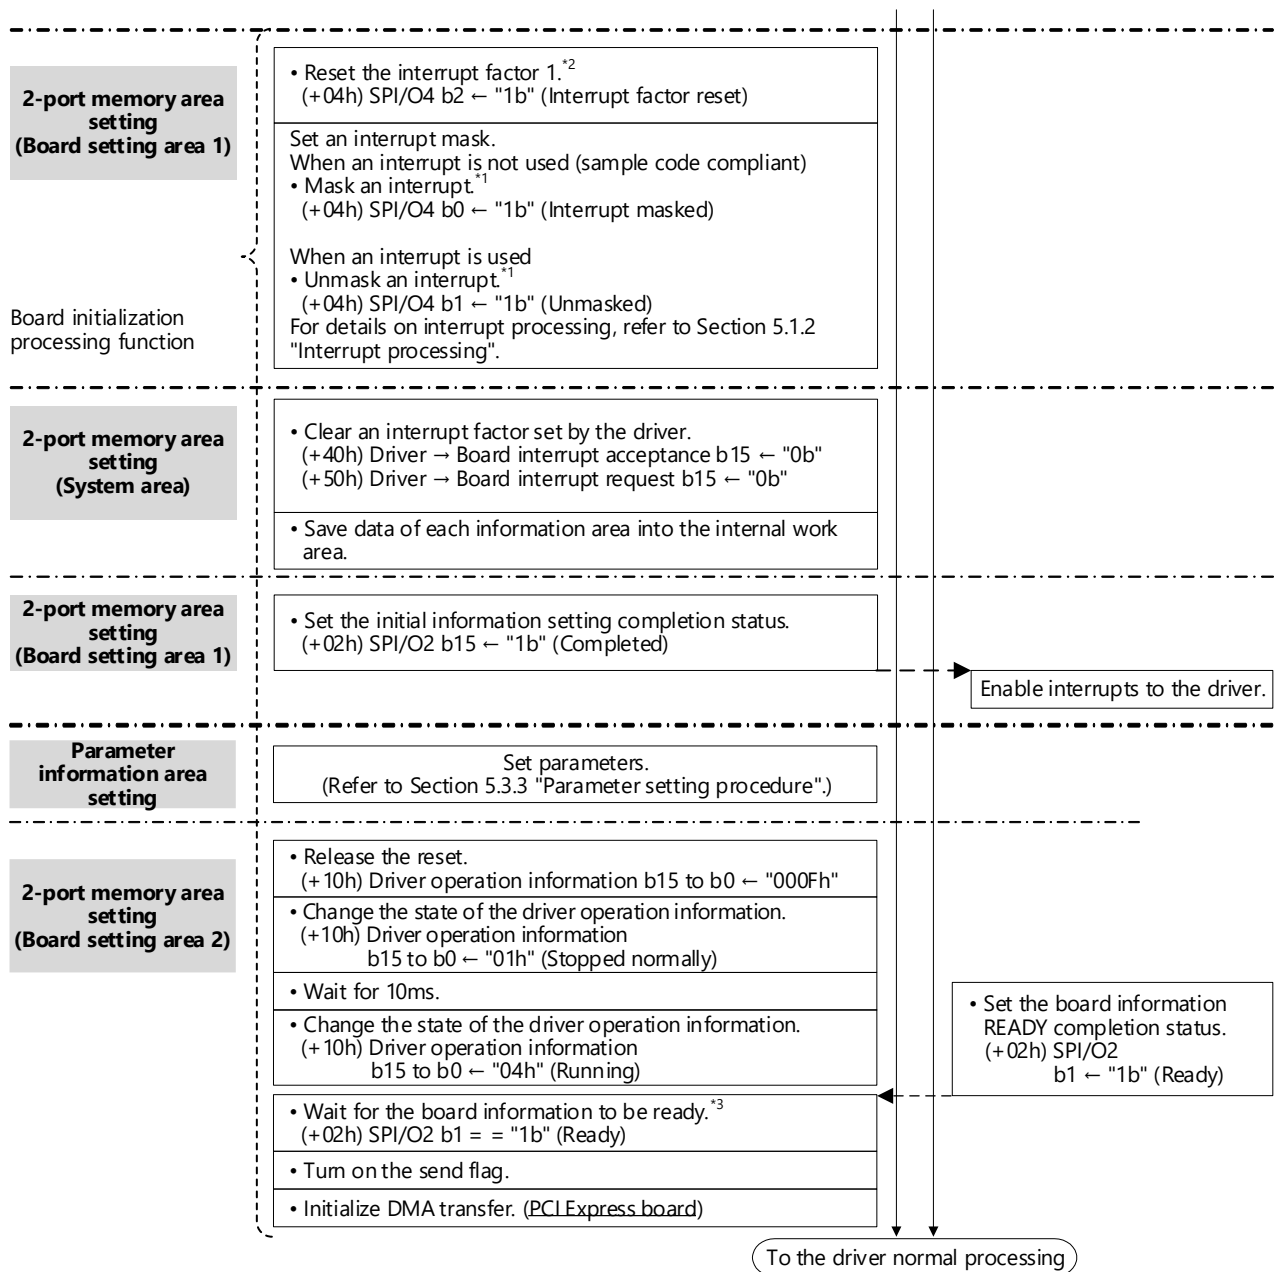 2-port memory area
setting
(Board setting area 1)
• Reset the interrupt factor 1.*2
(+04h) SPI/O4 b2 ← "1b" (Interrupt factor reset)
Set an interrupt mask.
When an interrupt is not used (sample code compliant)
• Mask an interrupt.*1
(+04h) SPI/O4 b0 ← "1b" (Interrupt masked)
When an interrupt is used
• Unmask an interrupt.*1
(+04h) SPI/O4 b1 ← "1b" (Unmasked)
For details on interrupt processing, refer to Section 5.1.2
"Interrupt processing".
Board initialization
processing function
2-port memory area
setting
(System area)
• Clear an interrupt factor set by the driver.
(+40h) Driver → Board interrupt acceptance b15 ← "0b"
(+50h) Driver → Board interrupt request b15 ← "0b"
• Save data of each information area into the internal work
area.
2-port memory area
setting
(Board setting area 1)
• Set the initial information setting completion status.
(+02h) SPI/O2 b15 ← "1b" (Completed)
Enable interrupts to the driver.
Parameter
information area
setting
Set parameters.
(Refer to Section 5.3.3 "Parameter setting procedure".)
2-port memory area
setting
(Board setting area 2)
• Release the reset.
(+10h) Driver operation information b15 to b0 ← "000Fh"
• Change the state of the driver operation information.
(+10h) Driver operation information
b15 to b0 ← "01h" (Stopped normally)
• Wait for 10ms.
• Change the state of the driver operation information.
(+10h) Driver operation information
b15 to b0 ← "04h" (Running)
• Set the board information
READY completion status.
(+02h) SPI/O2
b1 ← "1b" (Ready)
• Wait for the board information to be ready.*3
(+02h) SPI/O2 b1 = = "1b" (Ready)
• Turn on the send flag.
• Initialize DMA transfer. (PCI Express board)
To the driver normal processing